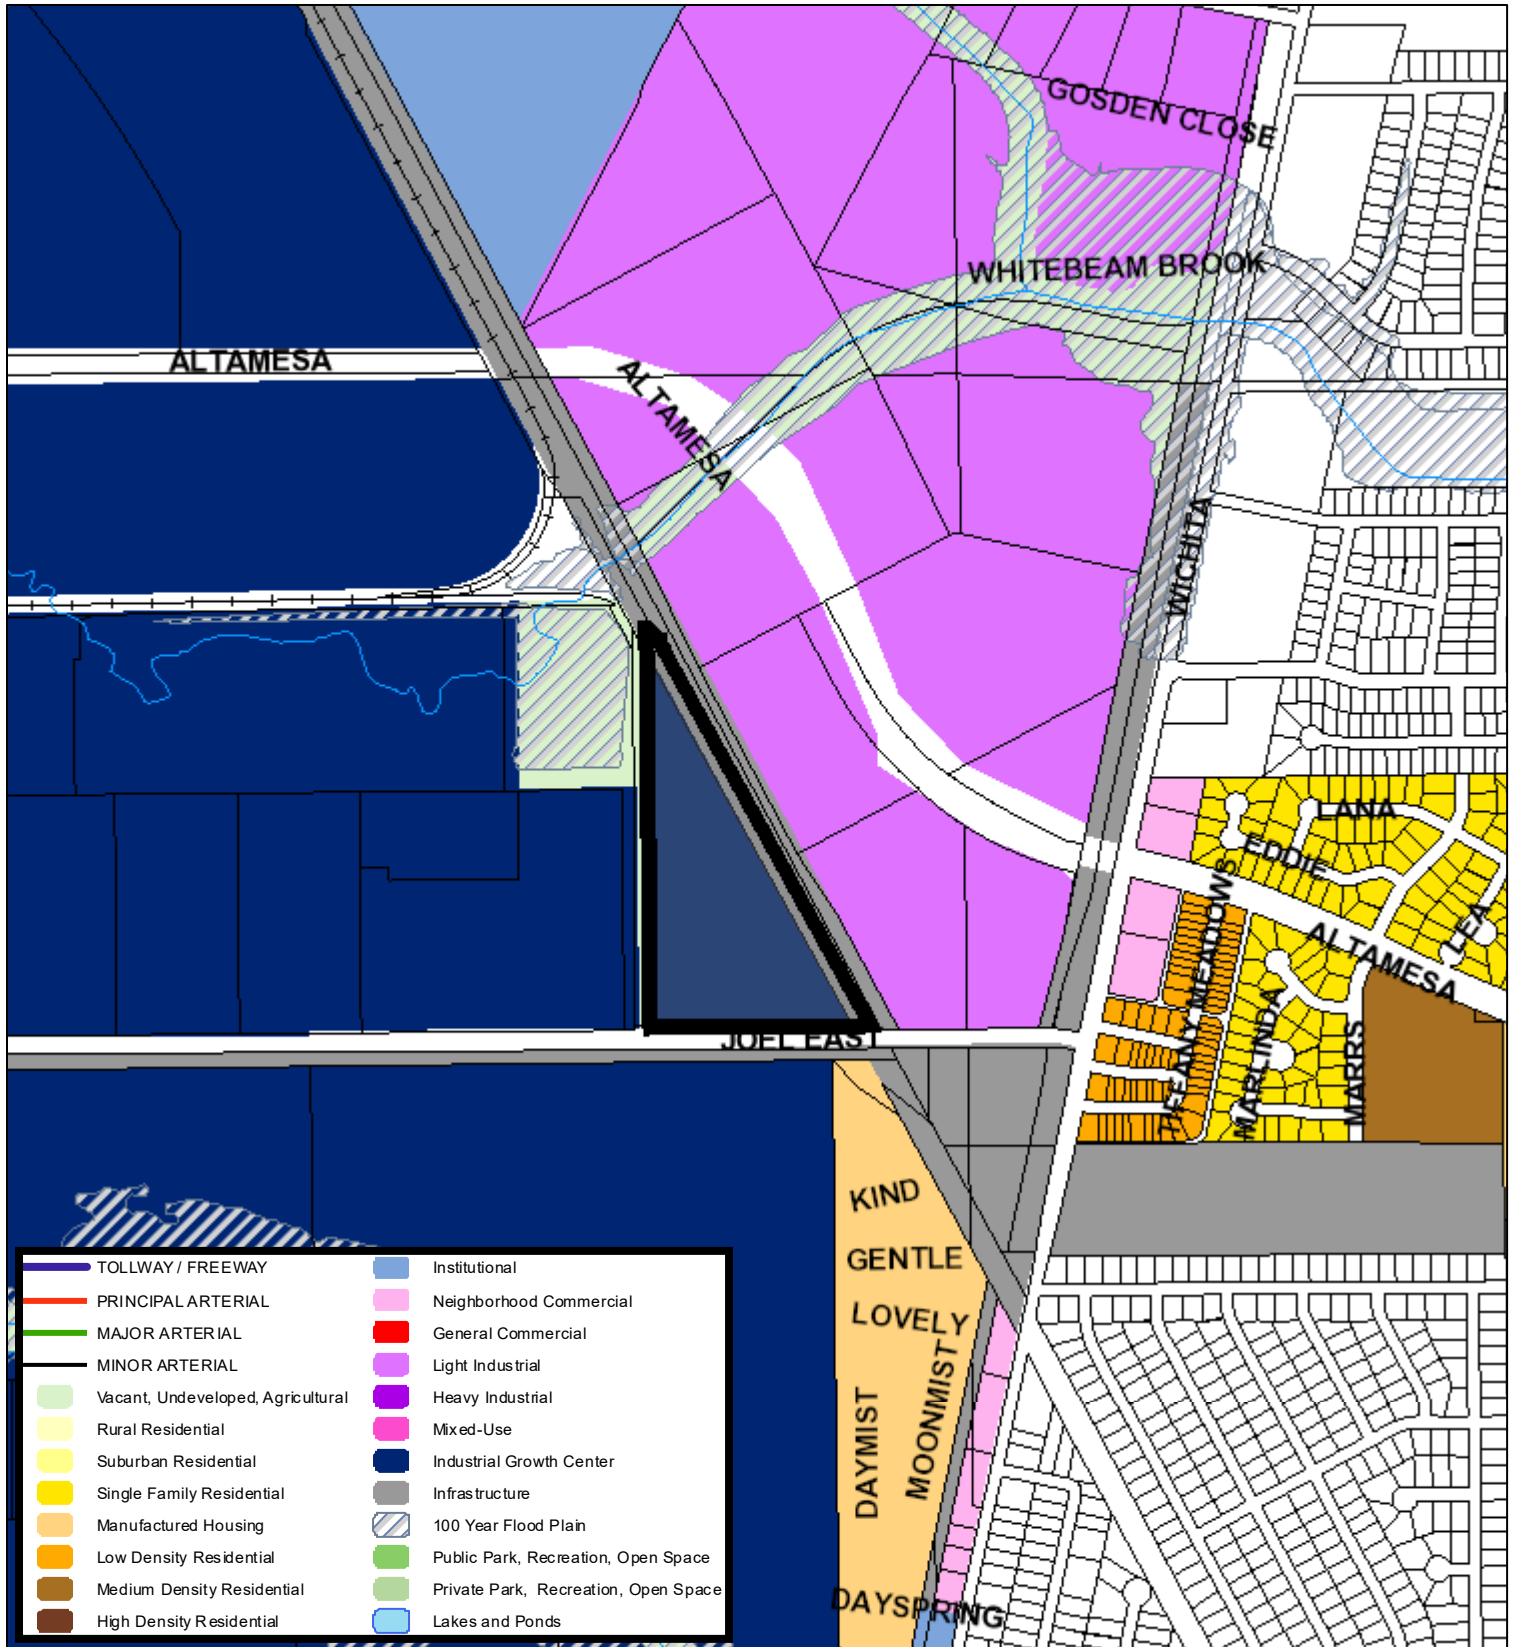 GOSDEN CLOSE
WHITEBEAM BROOK
ALTAMESA
ALTAMESA
WICHITA
LANA
EDDIE
LEA
TIFFANY MEADOWS
ALTAMESA
MARLINDA
MARRS
JOEL EAST
KIND
GENTLE
LOVELY
MOONMIST
DAYMIST
DAYSPRING
TOLLWAY / FREEWAY
PRINCIPAL ARTERIAL
MAJOR ARTERIAL
MINOR ARTERIAL
Vacant, Undeveloped, Agricultural
Rural Residential
Suburban Residential
Single Family Residential
Manufactured Housing
Low Density Residential
Medium Density Residential
High Density Residential
Institutional
Neighborhood Commercial
General Commercial
Light Industrial
Heavy Industrial
Mixed-Use
Industrial Growth Center
Infrastructure
100 Year Flood Plain
Public Park, Recreation, Open Space
Private Park, Recreation, Open Space
Lakes and Ponds